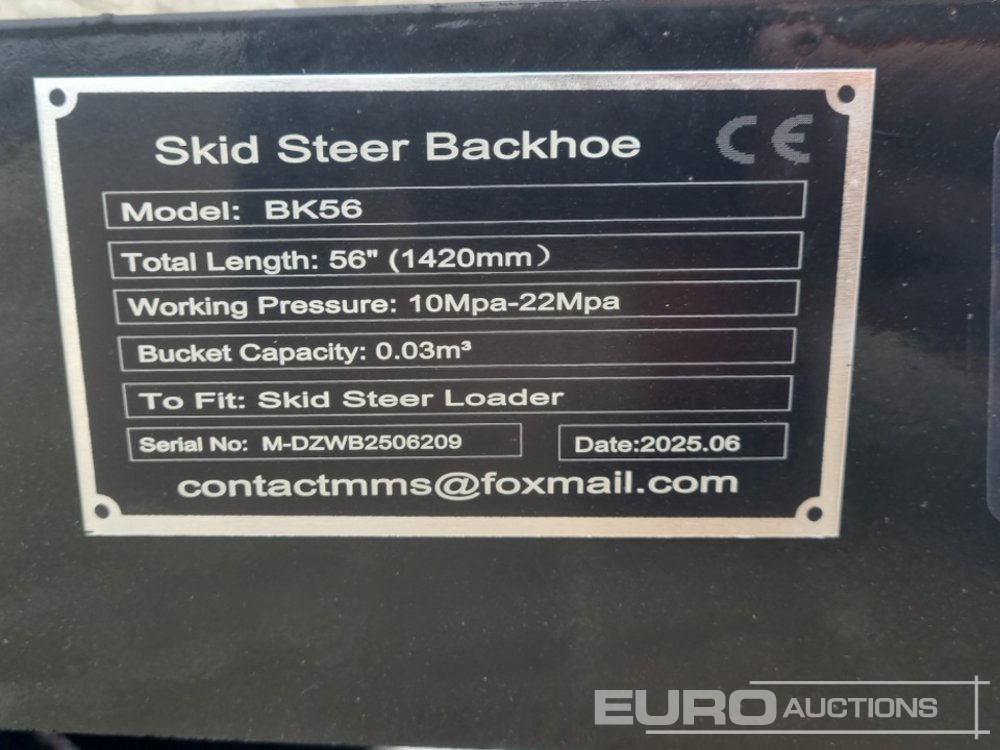 Skid Steer Backhoe CE
Model: BK56
Total Length: 56" (1420mm）
Working Pressure: 10Mpa-22Mpa
Bucket Capacity: 0.03m³
To Fit: Skid Steer Loader
Serial No: M-DZWB2506209 Date:2025.06
contactmms@foxmail.com
EURO AUCTIONS